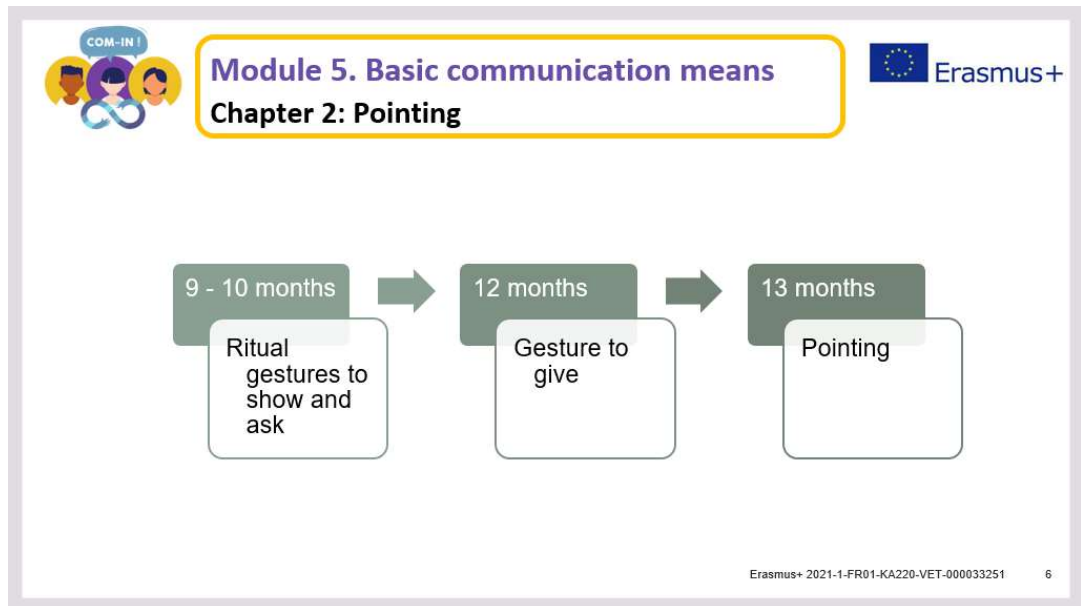 COM-IN !
Module 5. Basic communication means
Chapter 2: Pointing
Erasmus+
9 - 10 months
Ritual
gestures to
show and
ask
12 months
Gesture to
give
13 months
Pointing
Erasmus+ 2021-1-FR01-KA220-VET-000033251
6